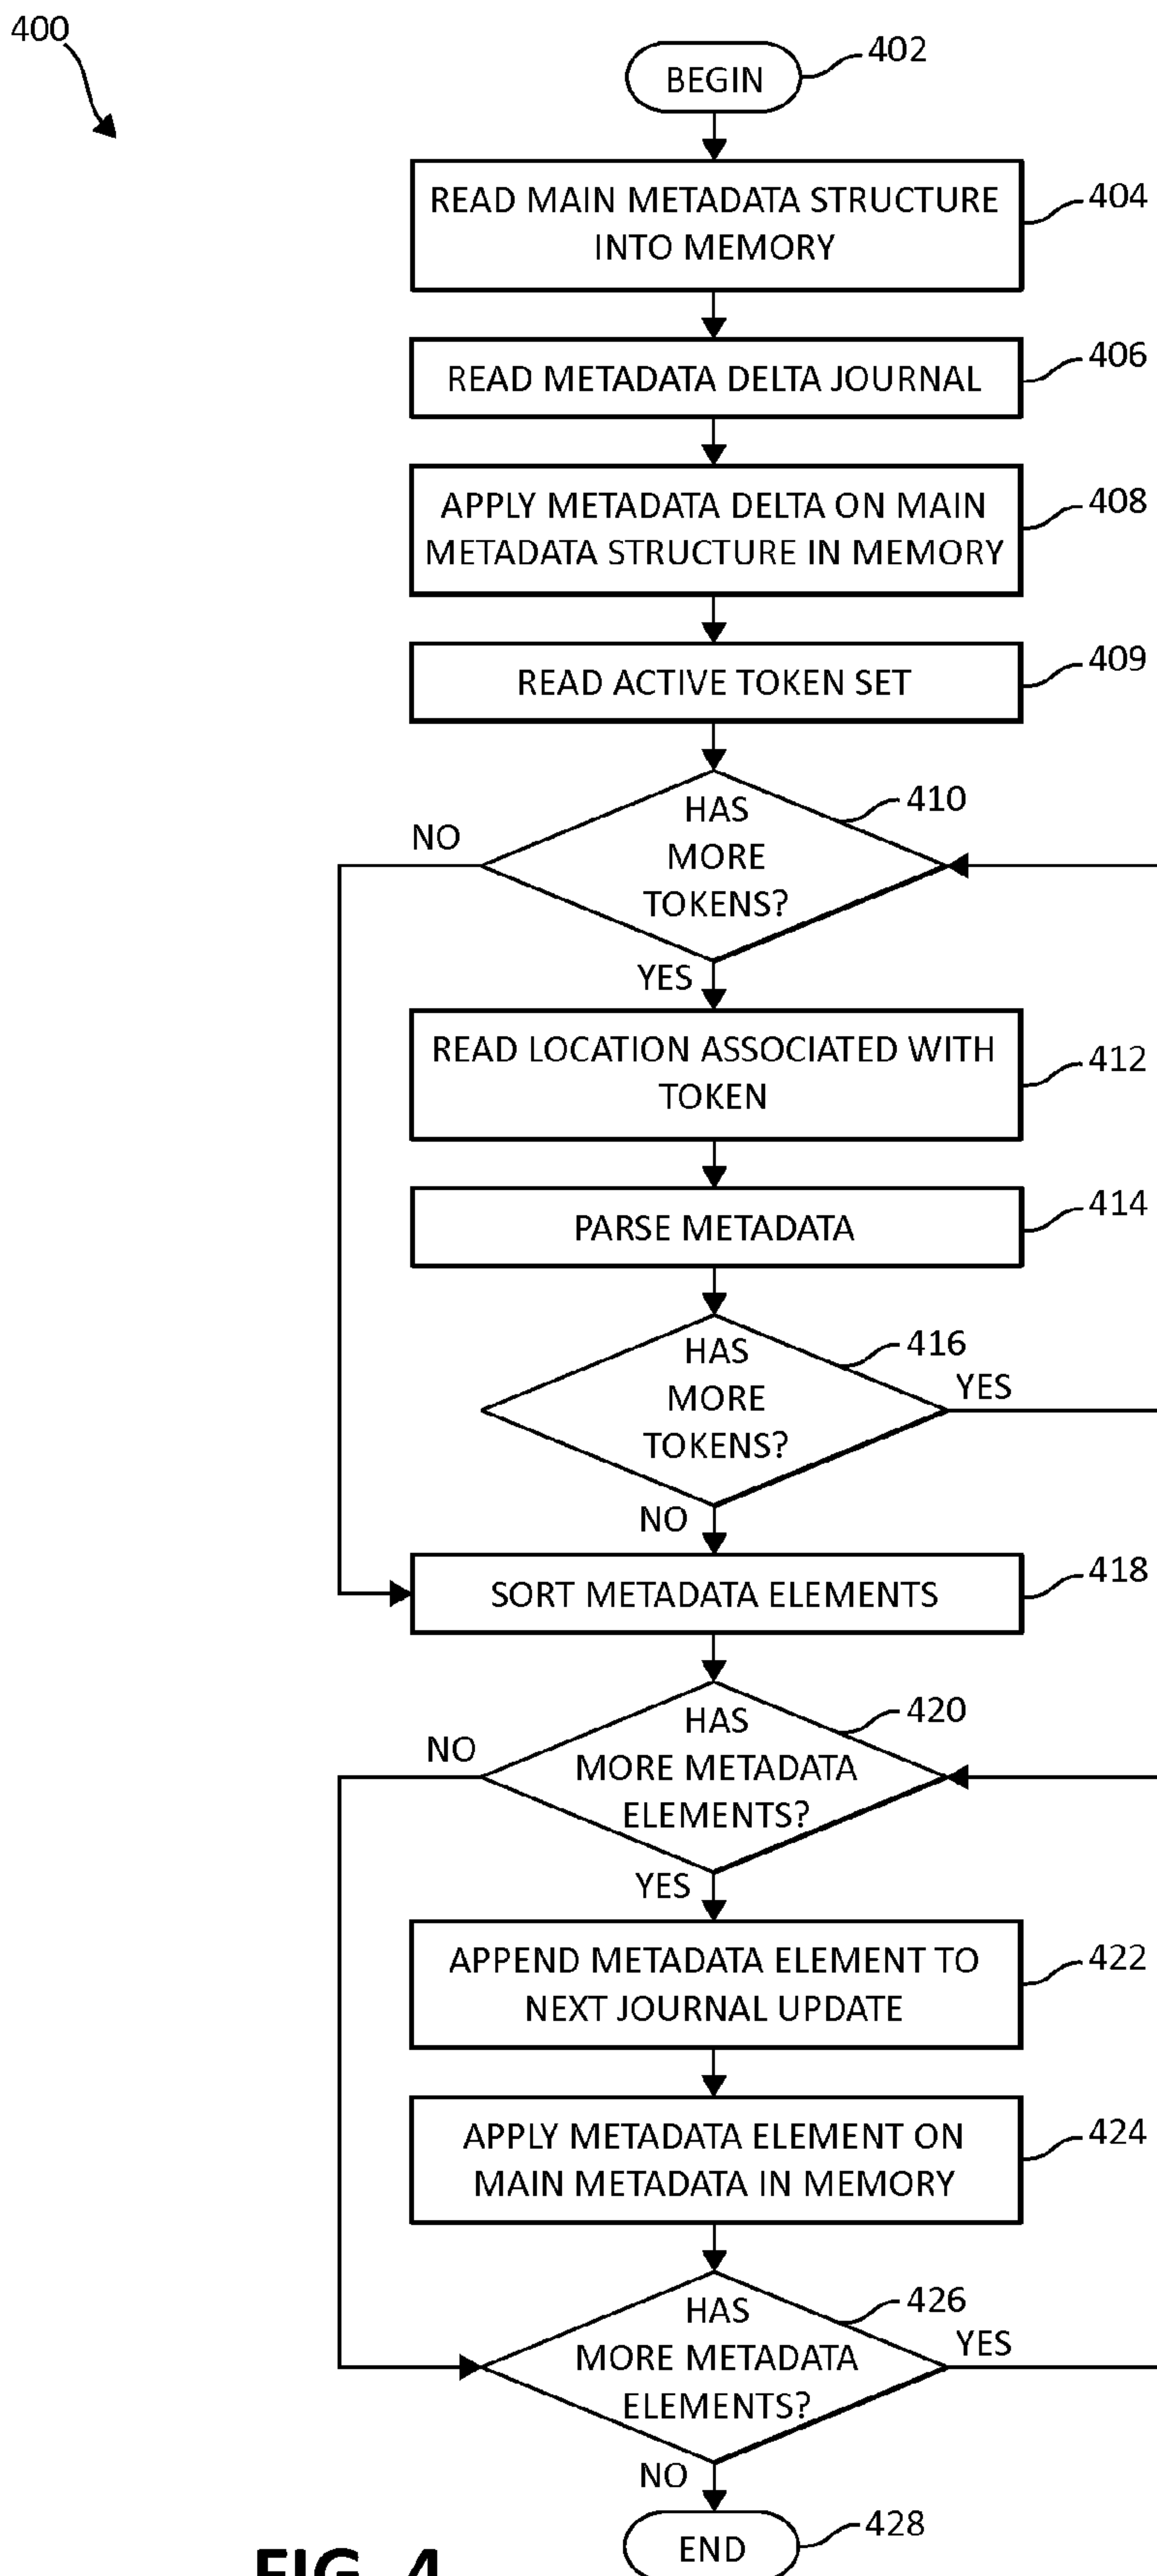 400
BEGIN
402
READ MAIN METADATA STRUCTURE
INTO MEMORY
404
READ METADATA DELTA JOURNAL
406
APPLY METADATA DELTA ON MAIN
METADATA STRUCTURE IN MEMORY
408
READ ACTIVE TOKEN SET
409
HAS
MORE
TOKENS?
410
NO
YES
READ LOCATION ASSOCIATED WITH
TOKEN
412
PARSE METADATA
414
HAS
MORE
TOKENS?
416
YES
NO
SORT METADATA ELEMENTS
418
HAS
MORE METADATA
ELEMENTS?
420
NO
YES
APPEND METADATA ELEMENT TO
NEXT JOURNAL UPDATE
422
APPLY METADATA ELEMENT ON
MAIN METADATA IN MEMORY
424
HAS
MORE METADATA
ELEMENTS?
426
YES
NO
END
428
FIG. 4